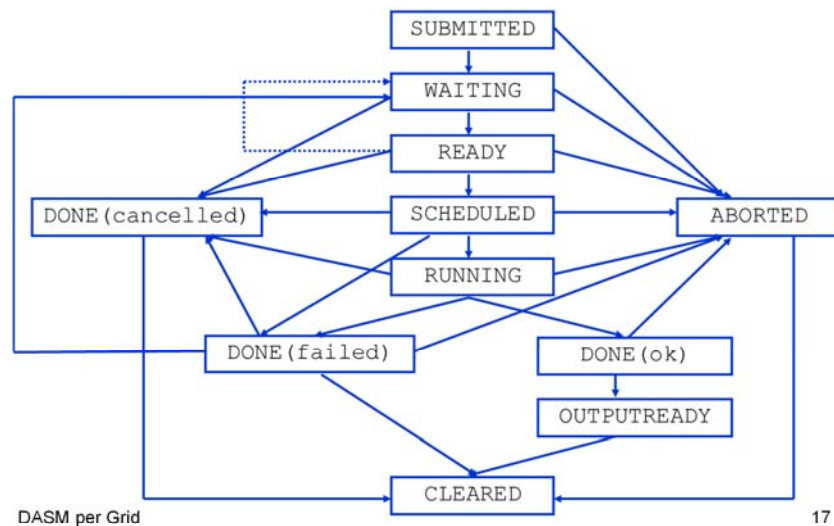 SUBMITTED
WAITING
READY
DONE(cancelled)
SCHEDULED
ABORTED
RUNNING
DONE(failed)
DONE(ok)
OUTPUTREADY
CLEARED
DASM per Grid
17